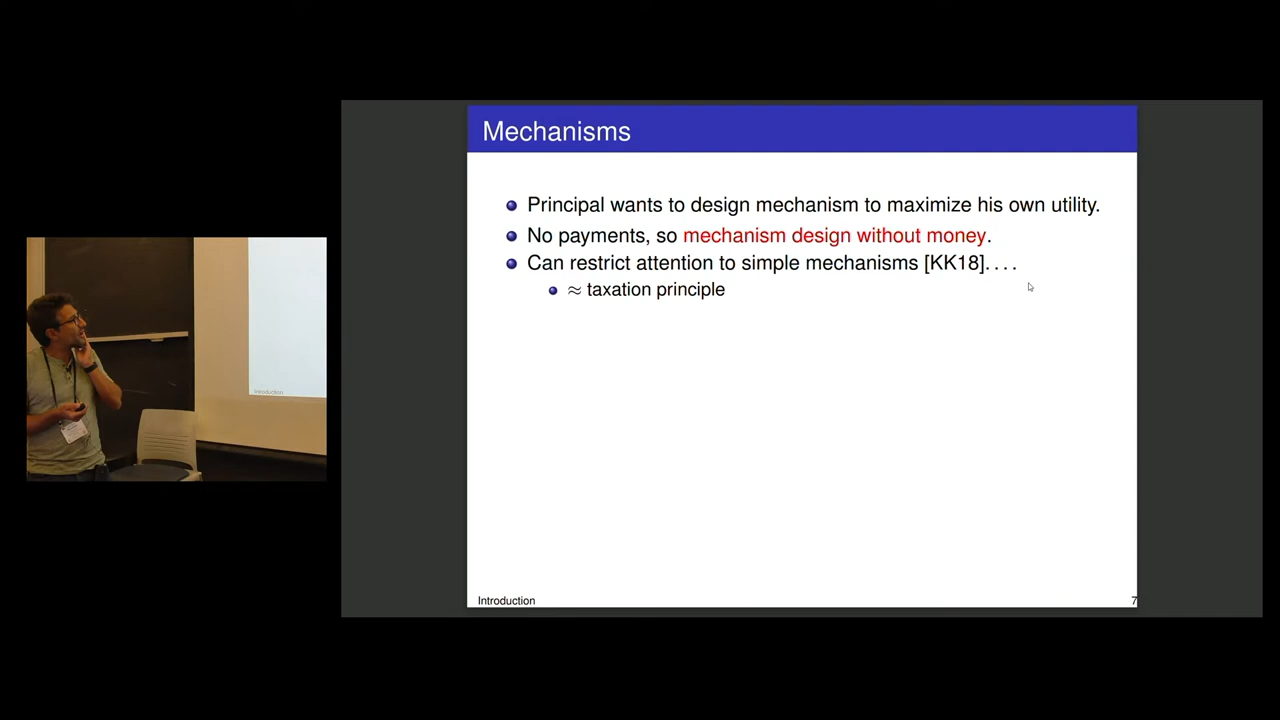 Mechanisms
Principal wants to design mechanism to maximize his own utility.
No payments, so mechanism design without money.
Can restrict attention to simple mechanisms [KK18]. . . .
≈ taxation principle
Introduction
7
Introduction